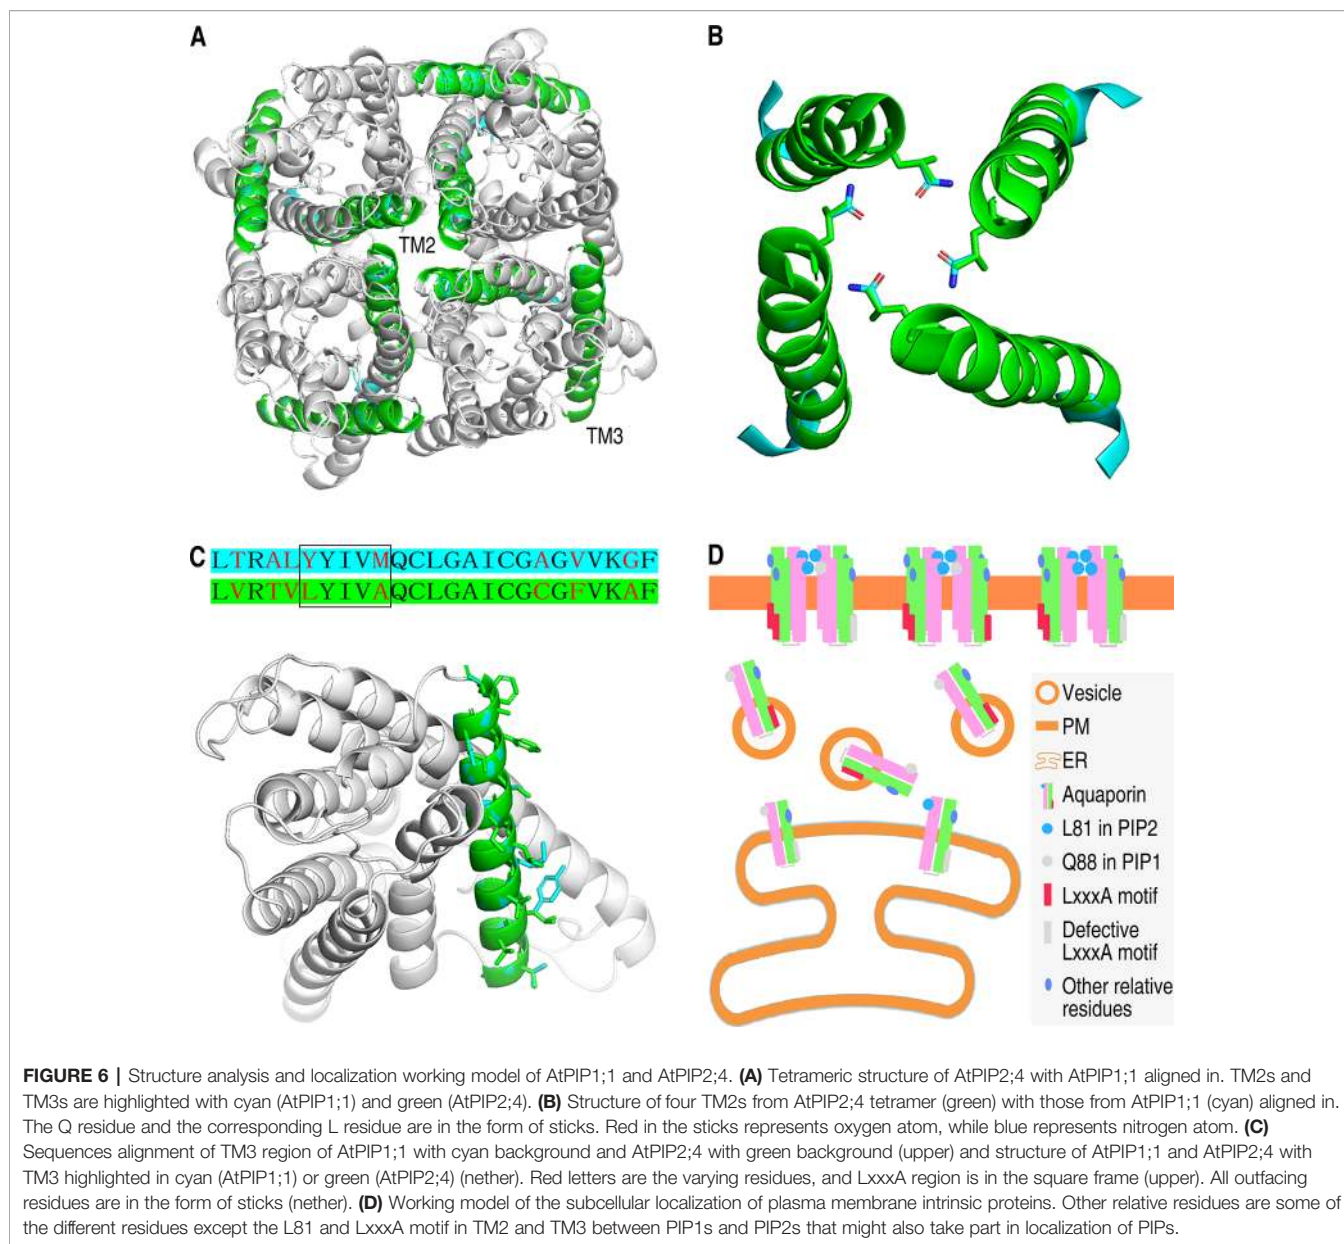 A
B
TM2
TM3
C
LTRALYYIVMQCLGAICGAGVVKGF
LVRTVLYIVAQCLGAICGCGFVKAF
D
Vesicle
PM
ER
Aquaporin
L81 in PIP2
Q88 in PIP1
LxxxA motif
Defective
LxxxA motif
Other relative
residues
FIGURE 6 | Structure analysis and localization working model of AtPIP1;1 and AtPIP2;4. (A) Tetrameric structure of AtPIP2;4 with AtPIP1;1 aligned in. TM2s and
TM3s are highlighted with cyan (AtPIP1;1) and green (AtPIP2;4). (B) Structure of four TM2s from AtPIP2;4 tetramer (green) with those from AtPIP1;1 (cyan) aligned in.
The Q residue and the corresponding L residue are in the form of sticks. Red in the sticks represents oxygen atom, while blue represents nitrogen atom. (C)
Sequences alignment of TM3 region of AtPIP1;1 with cyan background and AtPIP2;4 with green background (upper) and structure of AtPIP1;1 and AtPIP2;4 with
TM3 highlighted in cyan (AtPIP1;1) or green (AtPIP2;4) (nether). Red letters are the varying residues, and LxxxA region is in the square frame (upper). All outfacing
residues are in the form of sticks (nether). (D) Working model of the subcellular localization of plasma membrane intrinsic proteins. Other relative residues are some of
the different residues except the L81 and LxxxA motif in TM2 and TM3 between PIP1s and PIP2s that might also take part in localization of PIPs.